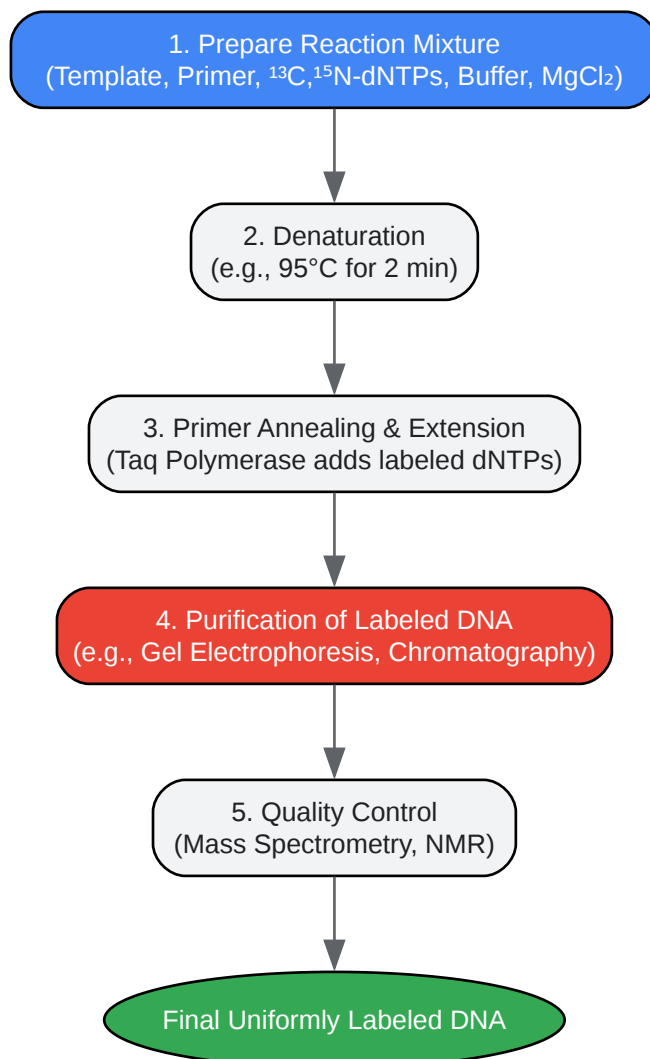 1. Prepare Reaction Mixture
(Template, Primer, ¹³C,¹⁵N-dNTPs, Buffer, MgCl₂)
2. Denaturation
(e.g., 95°C for 2 min)
3. Primer Annealing & Extension
(Taq Polymerase adds labeled dNTPs)
4. Purification of Labeled DNA
(e.g., Gel Electrophoresis, Chromatography)
5. Quality Control
(Mass Spectrometry, NMR)
Final Uniformly Labeled DNA